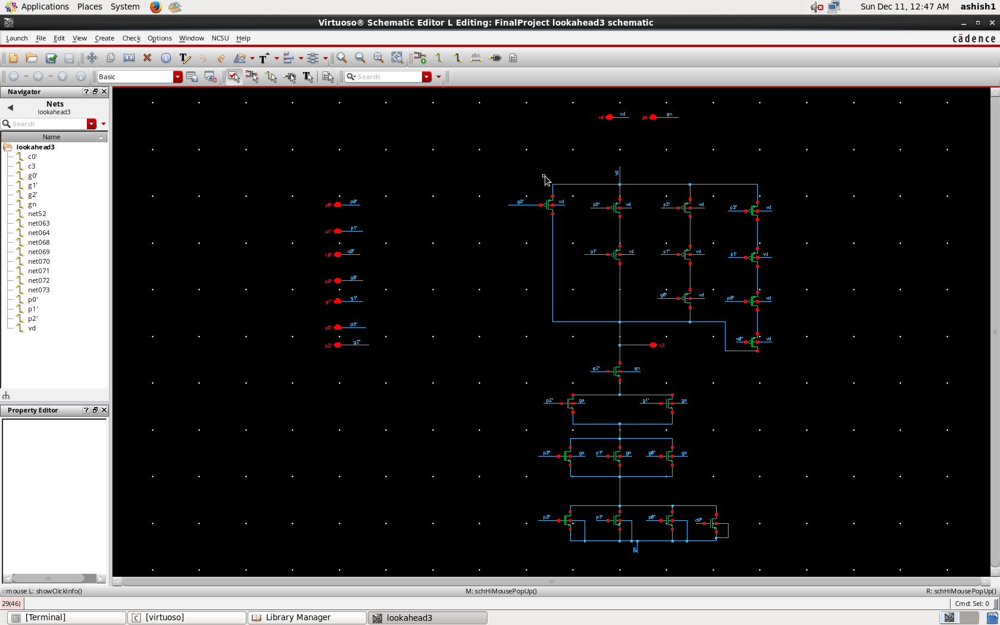 Applications Places System Sun Dec 11, 12:47 AM ashish1
Virtuoso® Schematic Editor L Editing: FinalProject lookahead3 schematic
Launch File Edit View Create Check Options Window NCSU Help cādence
abc
Basic Search
Navigator
Nets
lookahead3
Search
Name
lookahead3
c0'
c3
g0'
g1'
g2'
gn
net52
net063
net064
net068
net069
net070
net071
net072
net073
p0'
p1'
p2'
vd
Property Editor
vd vd gn gn
vd
g2' vd p2' vd p2' vd p2' vd
p0' p0'
p1' p1'
g1' vd p1' vd p1' vd
c0' c0'
g0' g0'
g0' vd p0' vd
g1' g1'
p2' p2'
g2' g2'
c0' vd
c3
g2' gn
p2' gn g1' gn
p2' gn p1' gn g0' gn
p2' p1' p0' c0'
gn
mouse L: showClickInfo() M: schHiMousePopUp() R: schHiMousePopUp()
29(46) Cmd: Sel: 0
[Terminal] [virtuoso] Library Manager lookahead3